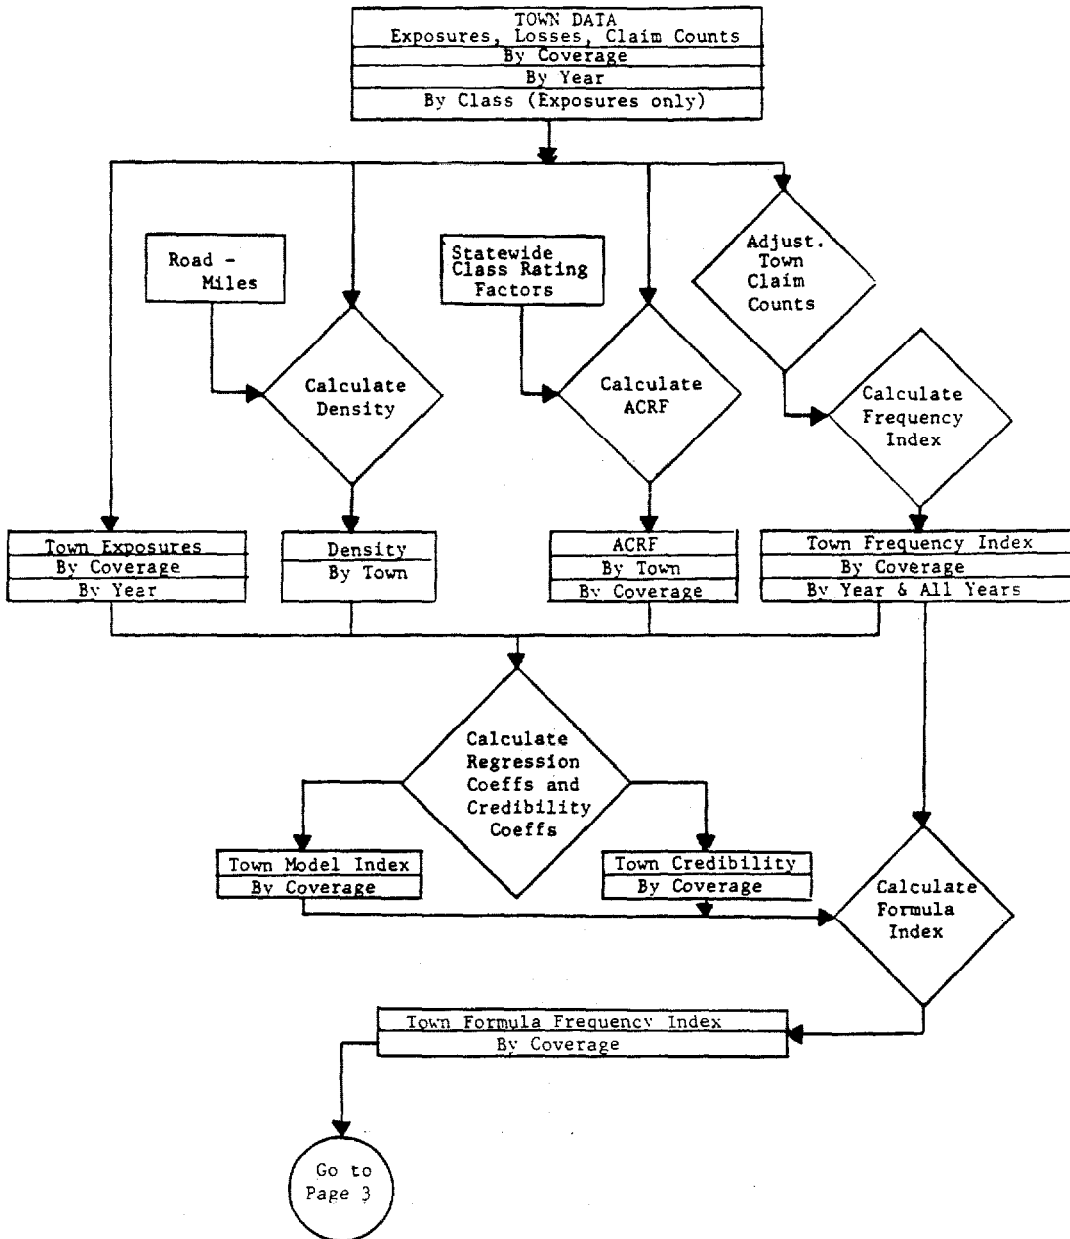 TOWN DATA
Exposures, Losses, Claim Counts
By Coverage
By Year
By Class (Exposures only)
Road -
Miles
Statewide
Class Rating
Factors
Adjust.
Town
Claim
Counts
Calculate
Density
Calculate
ACRF
Calculate
Frequency
Index
Town Exposures
By Coverage
By Year
Density
By Town
ACRF
By Town
By Coverage
Town Frequency Index
By Coverage
By Year & All Years
Calculate
Regression
Coeffs and
Credibility
Coeffs
Town Model Index
By Coverage
Town Credibility
By Coverage
Calculate
Formula
Index
Town Formula Frequency Index
By Coverage
Go to
Page 3